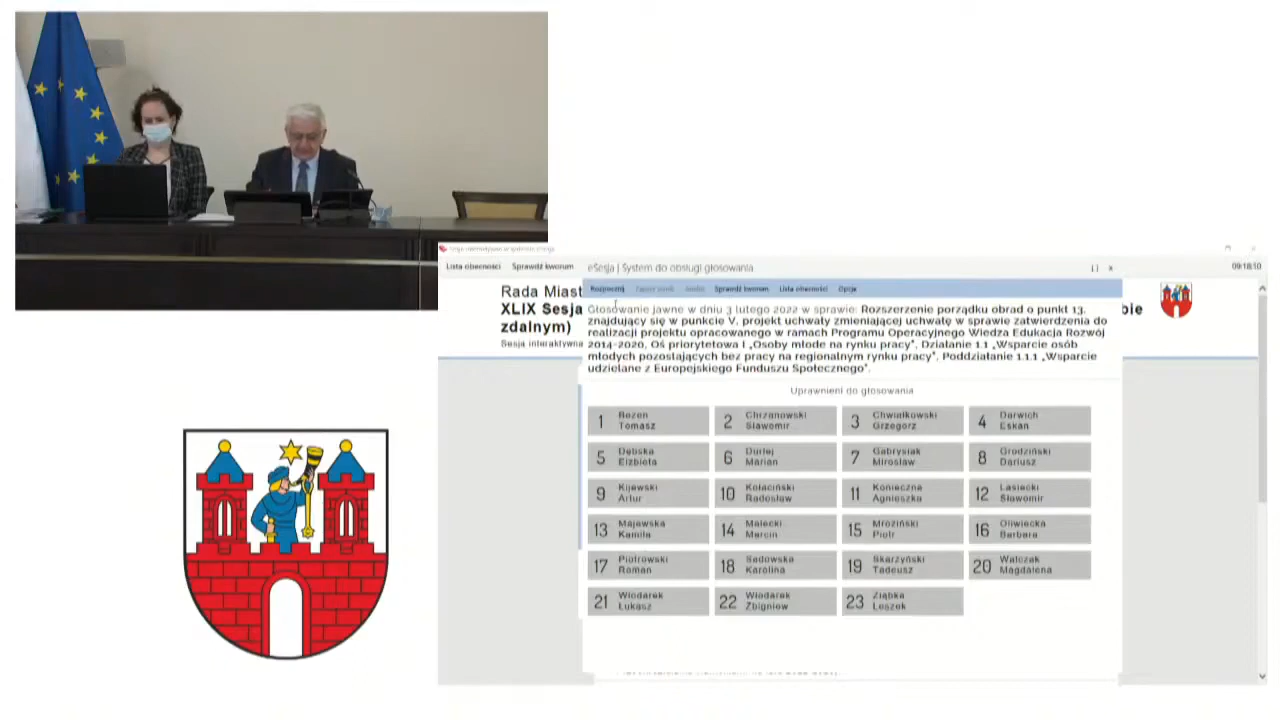 Lista obecności Sprawdź kworum
eSesja | System do obsługi głosowania
09:18:10
Rozpocznij
Sprawdź kworum Lista obecności Opcje
Rada Miast
XLIX Sesja
bie
zdalnym)
Sesja interaktywna
Głosowanie jawne w dniu 3 lutego 2022 w sprawie: Rozszerzenie porządku obrad o punkt 13.
znajdujący się w punkcie V. projekt uchwały zmieniającej uchwałę w sprawie zatwierdzenia do
realizacji projektu opracowanego w ramach Programu Operacyjnego Wiedza Edukacja Rozwój
2014-2020, Oś priorytetowa I „Osoby młode na rynku pracy”, Działanie 1.1 „Wsparcie osób
młodych pozostających bez pracy na regionalnym rynku pracy”, Poddziałanie 1.1.1 „Wsparcie
udzielane z Europejskiego Funduszu Społecznego”.
Uprawnieni do głosowania
1 Rozen Tomasz
2 Chrzanowski Sławomir
3 Chwiałkowski Grzegorz
4 Darwich Eskan
5 Dębska Elżbieta
6 Durlej Marian
7 Gabrysiak Mirosław
8 Grodziński Dariusz
9 Kijewski Artur
10 Kołaciński Radosław
11 Konieczna Agnieszka
12 Lasiecki Sławomir
13 Majewska Kamila
14 Małecki Marcin
15 Mroziński Piotr
16 Oliwiecka Barbara
17 Piotrowski Roman
18 Sadowska Karolina
19 Skarżyński Tadeusz
20 Walczak Magdalena
21 Włodarek Łukasz
22 Włodarek Zbigniew
23 Ziąbka Leszek